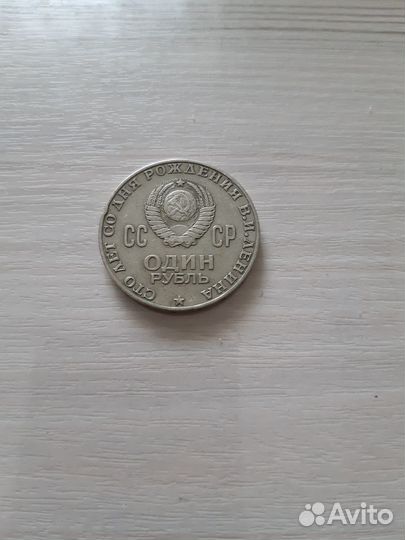 СТО ЛЕТ СО ДНЯ РОЖДЕНИЯ В.И.ЛЕНИНА
СС СР
ОДИН
РУБЛЬ
Avito